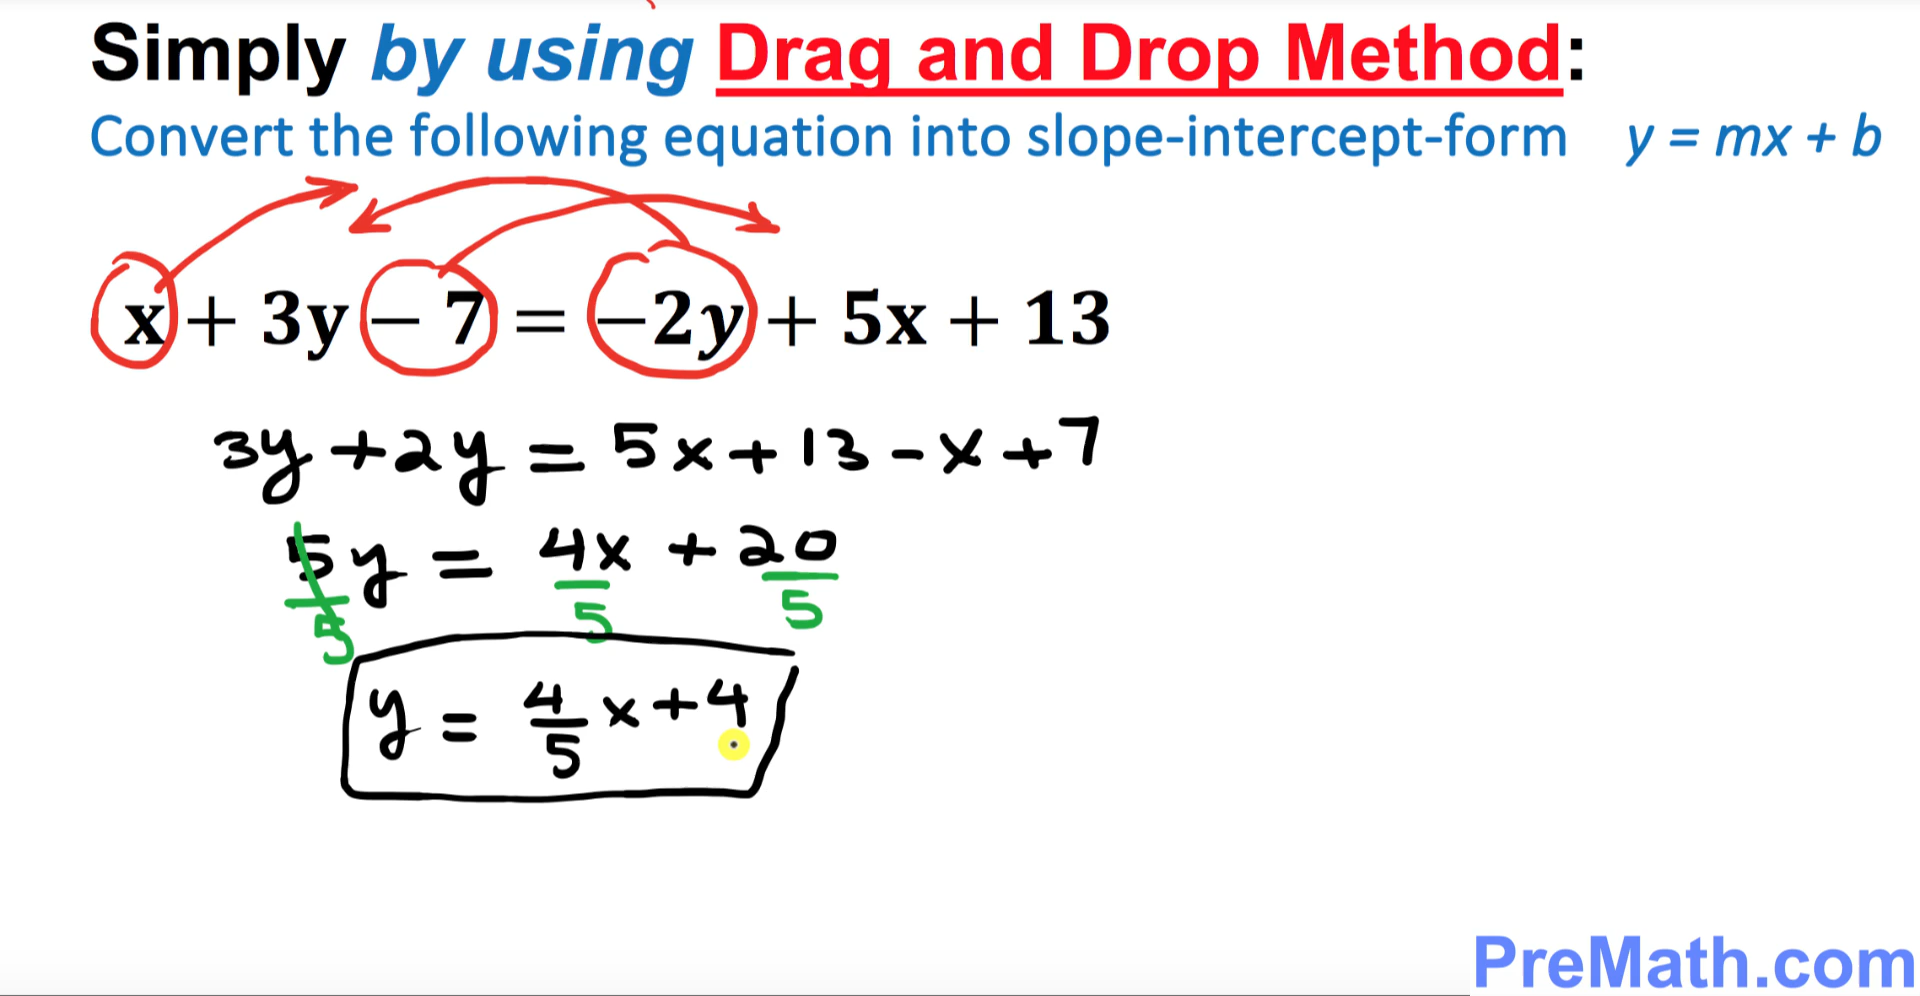 Simply by using Drag and Drop Method:
Convert the following equation into slope-intercept-form y = mx + b
x + 3y − 7 = −2y + 5x + 13
3y + 2y = 5x + 13 - x + 7
5y/5 = 4x/5 + 20/5
y = 4/5 x + 4
PreMath.com